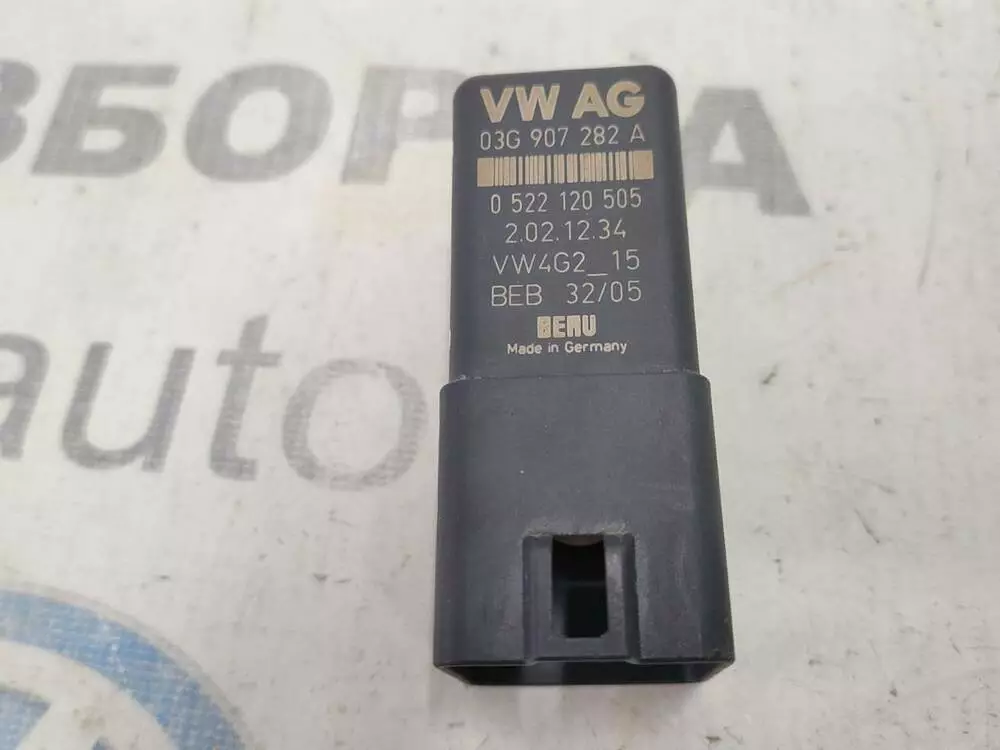 ЗБОРКА
auto
VW AG
03G 907 282 A
0 522 120 505
2.02.12.34
VW4G2_15
BEB 32/05
BERU
Made in Germany